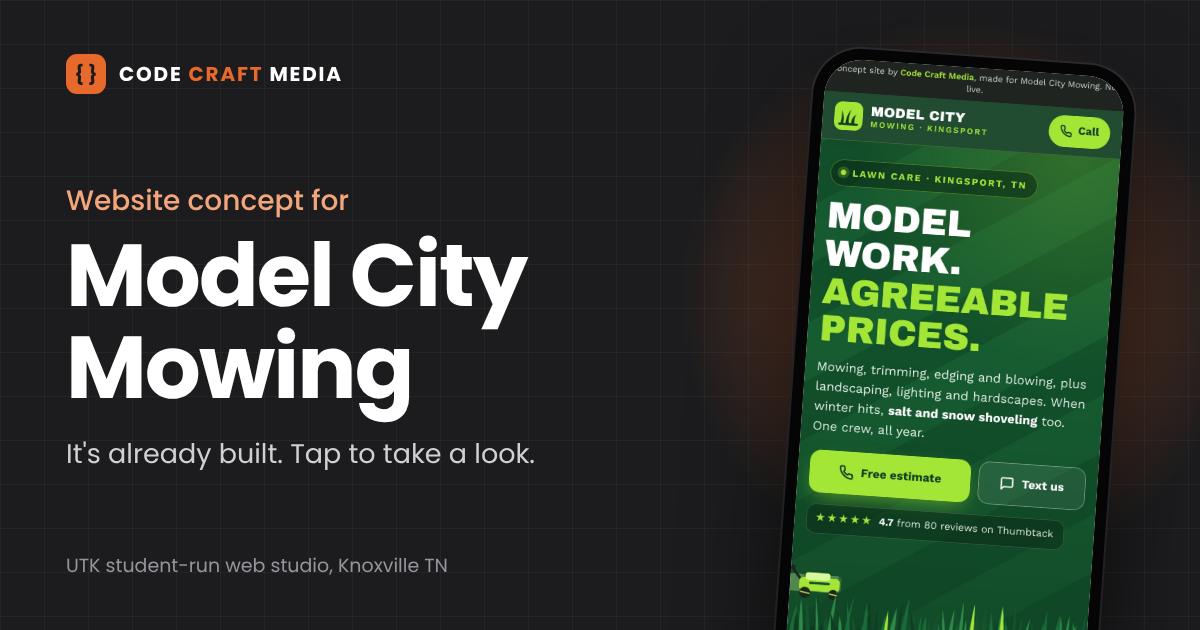 { } CODE CRAFT MEDIA
Website concept for
Model City
Mowing
It's already built. Tap to take a look.
UTK student-run web studio, Knoxville TN
site by Code Craft Media, made for Model City Mowing.
live.
MODEL CITY
MOWING · KINGSPORT
Call
LAWN CARE · KINGSPORT, TN
MODEL
WORK.
AGREEABLE
PRICES.
Mowing, trimming, edging and blowing, plus
landscaping, lighting and hardscapes. When
winter hits, salt and snow shoveling too.
One crew, all year.
Free estimate
Text us
★★★★★ 4.7 from 80 reviews on Thumbtack